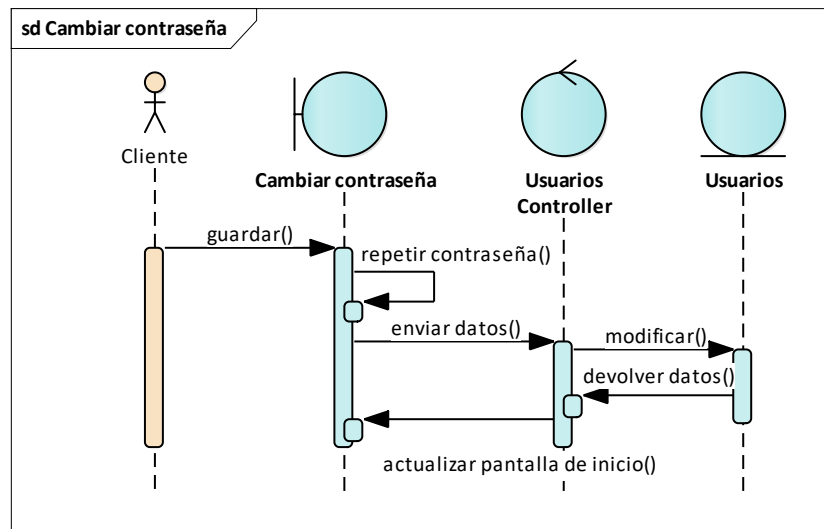 sd Cambiar contraseña
Cliente
Cambiar contraseña
Usuarios
Controller
Usuarios
guardar()
repetir contraseña()
enviar datos()
modificar()
devolver datos()
actualizar pantalla de inicio()